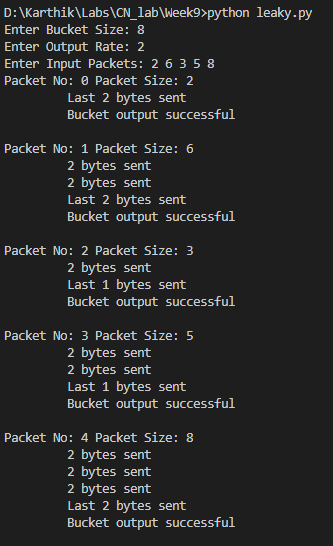 D:\Karthik\Labs\CN_lab\Week9>python leaky.py
Enter Bucket Size: 8
Enter Output Rate: 2
Enter Input Packets: 2 6 3 5 8
Packet No: 0 Packet Size: 2
Last 2 bytes sent
Bucket output successful
Packet No: 1 Packet Size: 6
2 bytes sent
2 bytes sent
Last 2 bytes sent
Bucket output successful
Packet No: 2 Packet Size: 3
2 bytes sent
Last 1 bytes sent
Bucket output successful
Packet No: 3 Packet Size: 5
2 bytes sent
2 bytes sent
Last 1 bytes sent
Bucket output successful
Packet No: 4 Packet Size: 8
2 bytes sent
2 bytes sent
2 bytes sent
Last 2 bytes sent
Bucket output successful